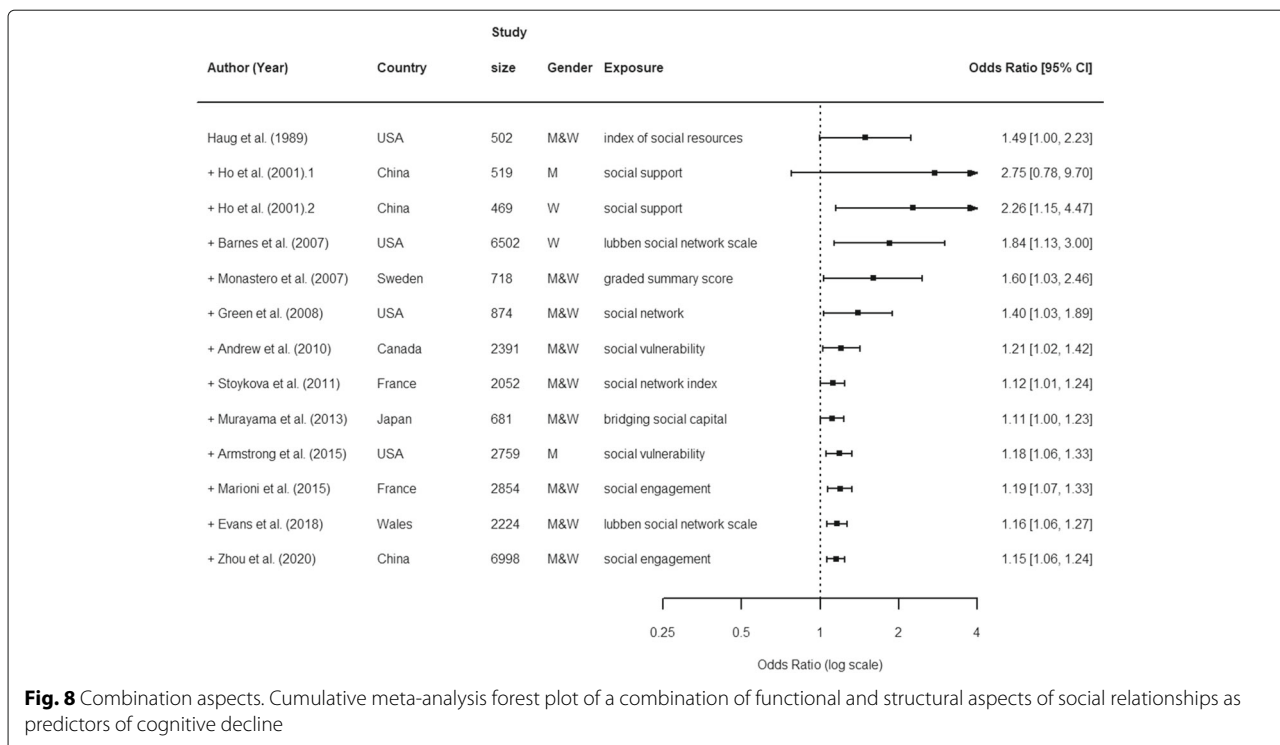 Study
Author (Year) Country size Gender Exposure Odds Ratio [95% CI]
Haug et al. (1989) USA 502 M&W index of social resources 1.49 [1.00, 2.23]
+ Ho et al. (2001).1 China 519 M social support 2.75 [0.78, 9.70]
+ Ho et al. (2001).2 China 469 W social support 2.26 [1.15, 4.47]
+ Barnes et al. (2007) USA 6502 W lubben social network scale 1.84 [1.13, 3.00]
+ Monastero et al. (2007) Sweden 718 M&W graded summary score 1.60 [1.03, 2.46]
+ Green et al. (2008) USA 874 M&W social network 1.40 [1.03, 1.89]
+ Andrew et al. (2010) Canada 2391 M&W social vulnerability 1.21 [1.02, 1.42]
+ Stoykova et al. (2011) France 2052 M&W social network index 1.12 [1.01, 1.24]
+ Murayama et al. (2013) Japan 681 M&W bridging social capital 1.11 [1.00, 1.23]
+ Armstrong et al. (2015) USA 2759 M social vulnerability 1.18 [1.06, 1.33]
+ Marioni et al. (2015) France 2854 M&W social engagement 1.19 [1.07, 1.33]
+ Evans et al. (2018) Wales 2224 M&W lubben social network scale 1.16 [1.06, 1.27]
+ Zhou et al. (2020) China 6998 M&W social engagement 1.15 [1.06, 1.24]
0.25 0.5 1 2 4
Odds Ratio (log scale)
Fig. 8 Combination aspects. Cumulative meta-analysis forest plot of a combination of functional and structural aspects of social relationships as
predictors of cognitive decline